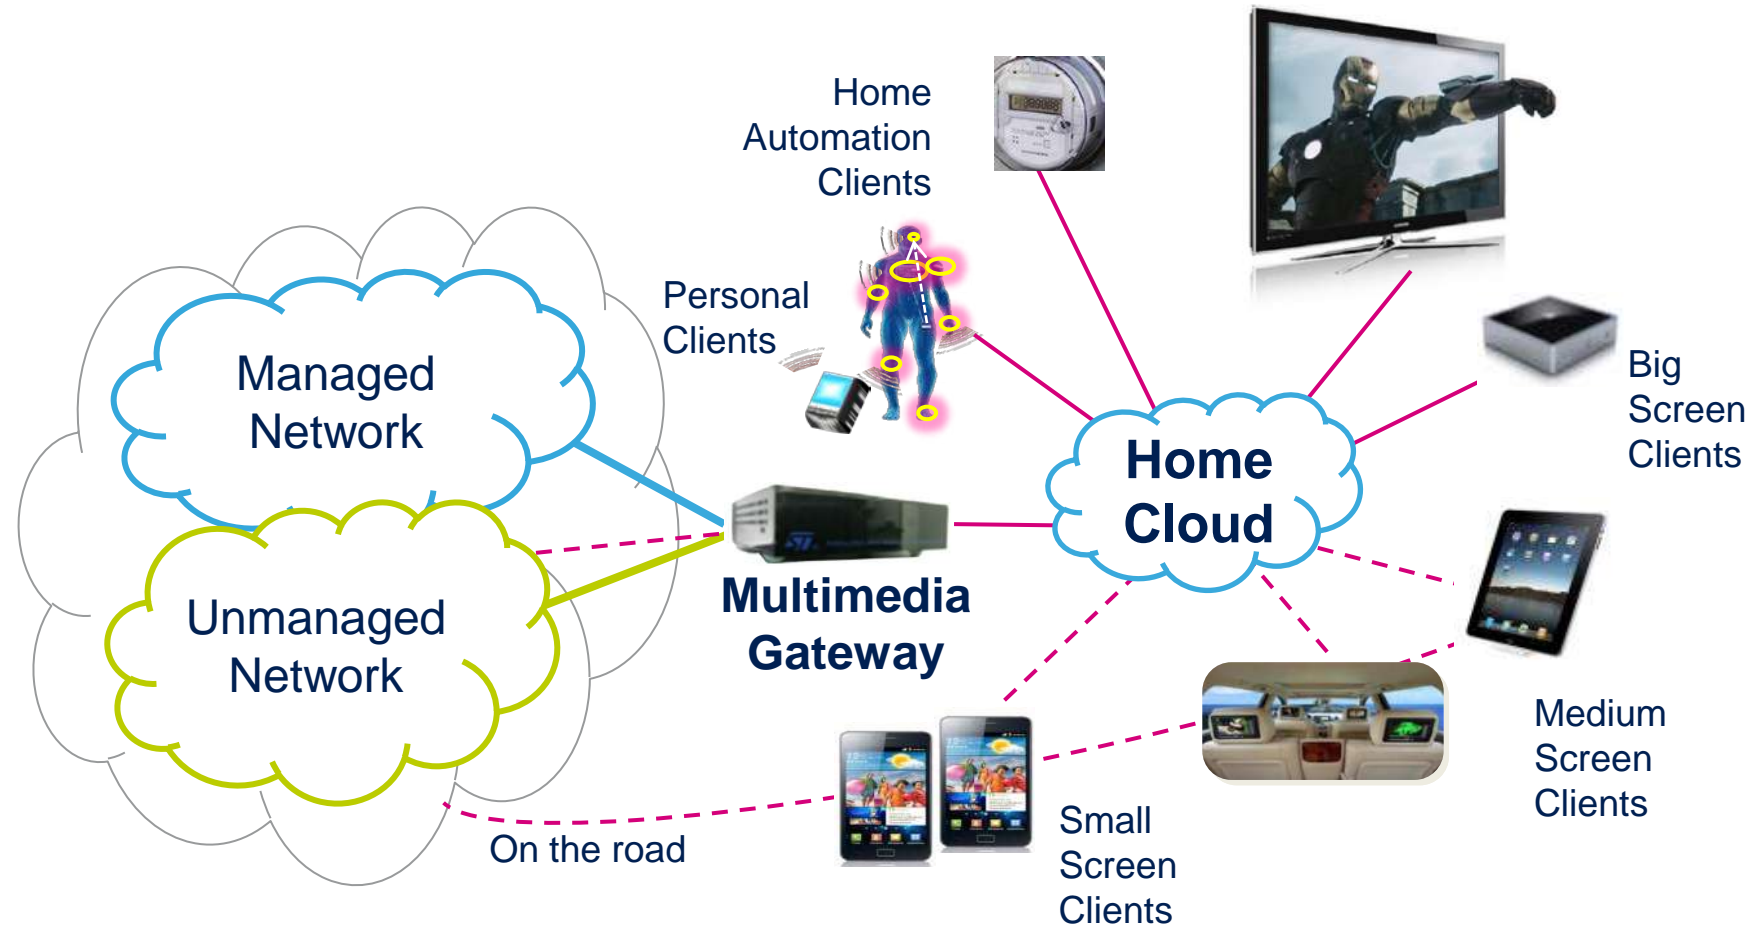 Home
Automation
Clients
Personal
Clients
Managed
Network
Big
Screen
Clients
Home
Cloud
Multimedia
Gateway
Unmanaged
Network
Medium
Screen
Clients
Small
Screen
Clients
On the road